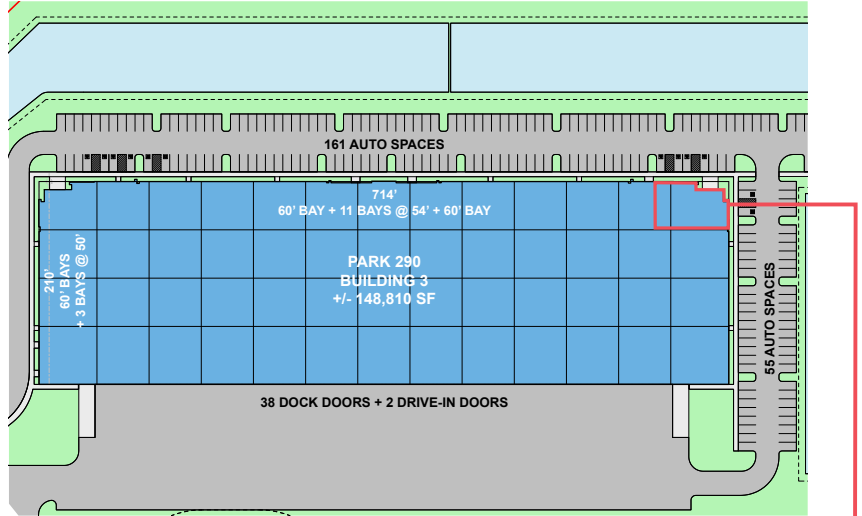 161 AUTO SPACES
714'
60' BAY + 11 BAYS @ 54' + 60' BAY
210'
60' BAYS
+ 3 BAYS @ 50'
PARK 290
BUILDING 3
+/- 148,810 SF
55 AUTO SPACES
38 DOCK DOORS + 2 DRIVE-IN DOORS